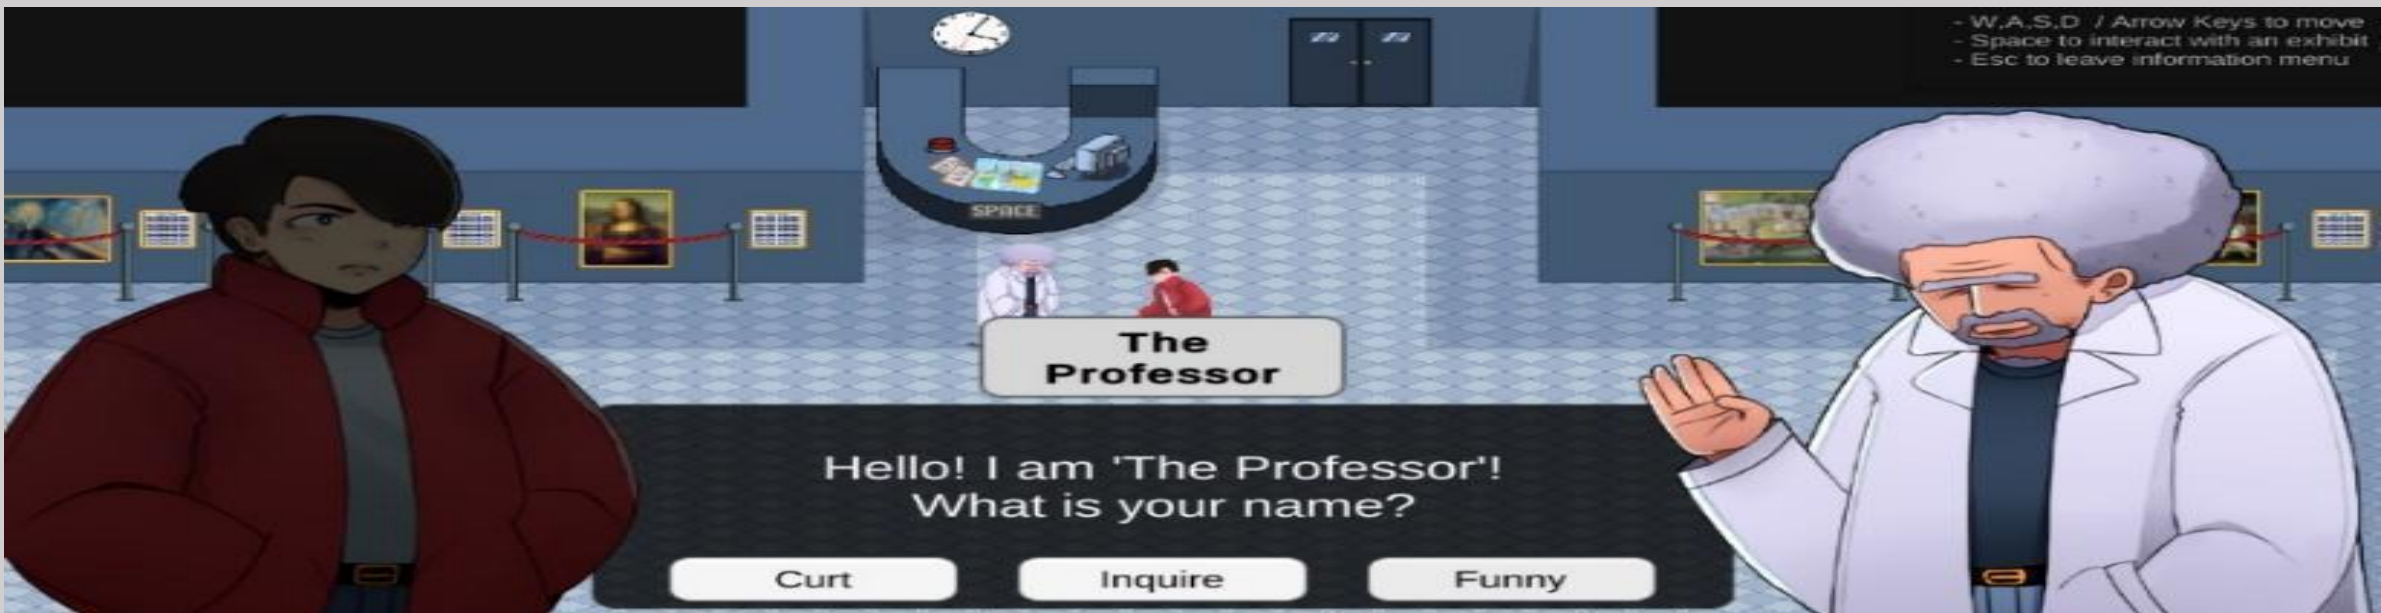 - W,A,S,D / Arrow Keys to move
- Space to interact with an exhibit
- Esc to leave information menu
SPACE
The
Professor
Hello! I am 'The Professor'!
What is your name?
Curt
Inquire
Funny